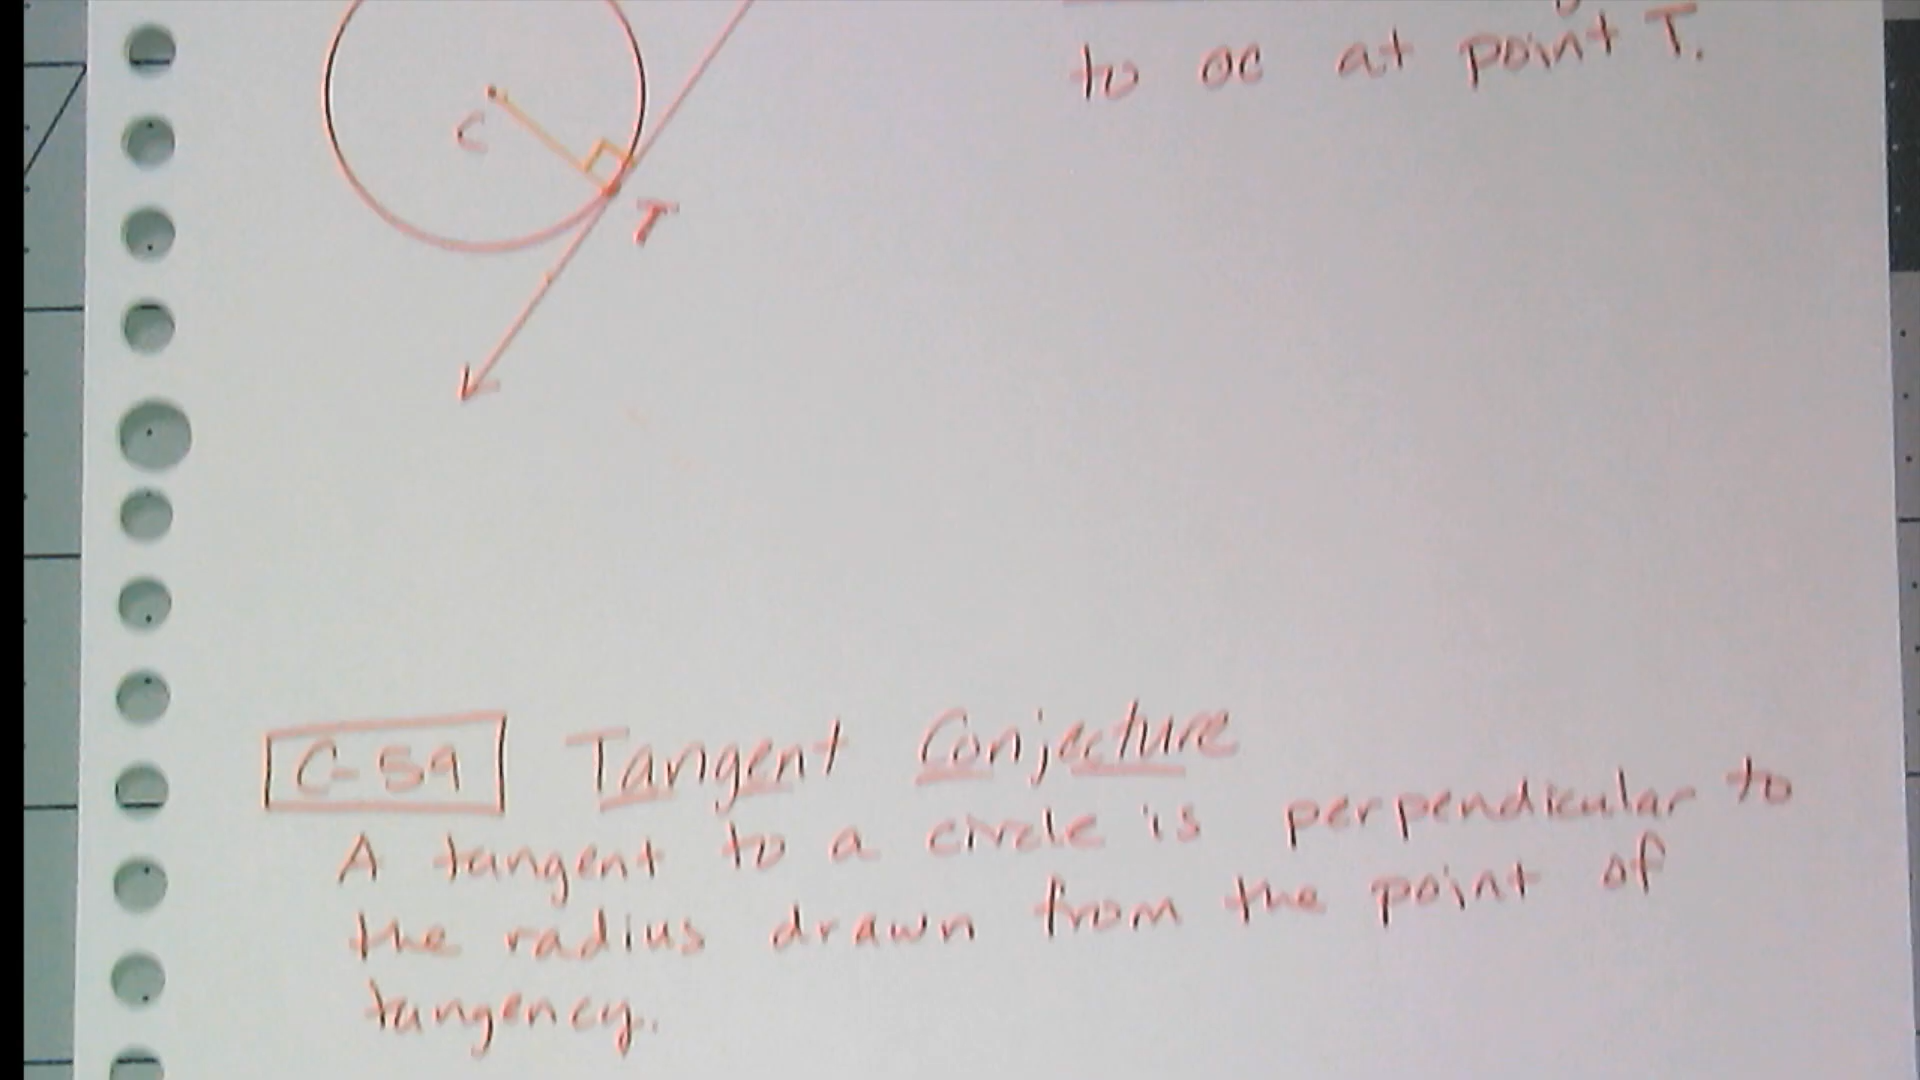 to ⊙C at point T.
C
T
C-59 Tangent Conjecture
A tangent to a circle is perpendicular to
the radius drawn from the point of
tangency.